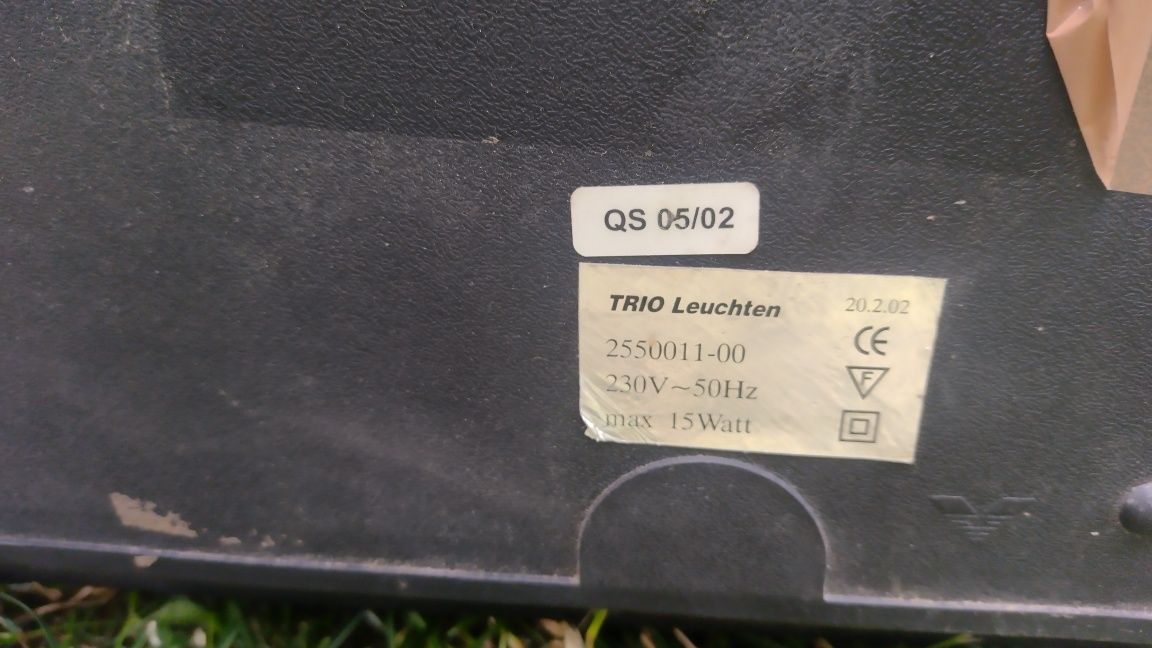 QS 05/02
TRIO Leuchten
20.2.02
2550011-00
CE
230V~50Hz
F
max 15Watt